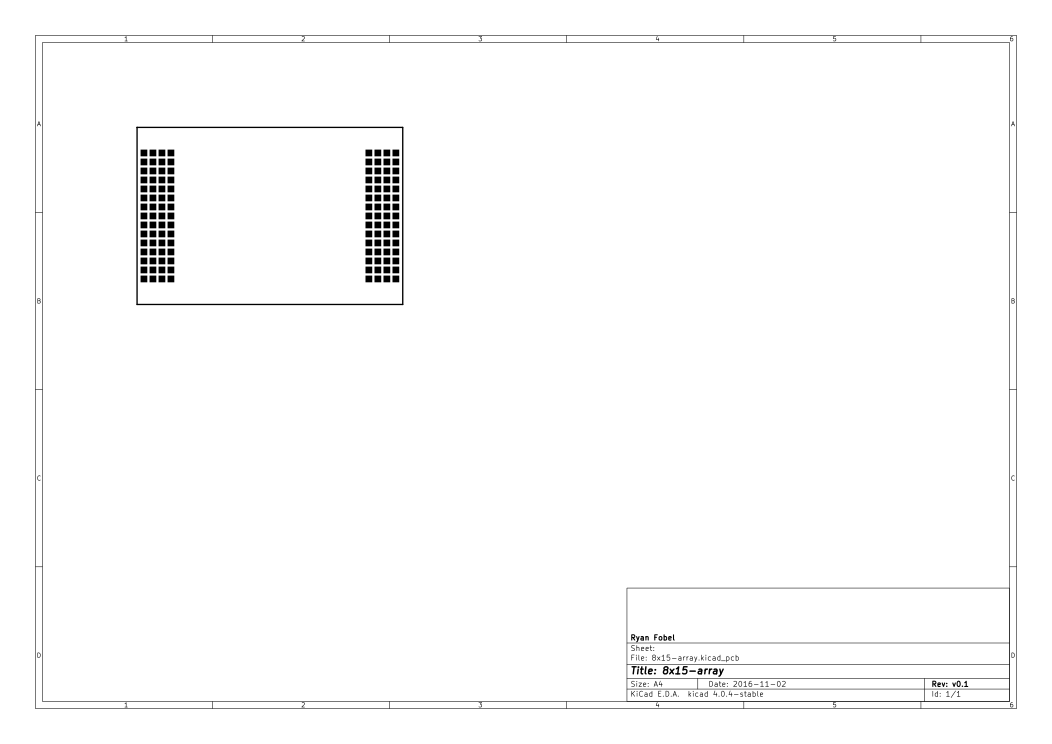 1 2 3 4 5 6
A A
B B
C C
Ryan Fobel
Sheet:
File: 8x15-array.kicad_pcb
D D
Title: 8x15-array
Size: A4 Date: 2016-11-02 Rev: v0.1
KiCad E.D.A. kicad 4.0.4-stable Id: 1/1
1 2 3 4 5 6